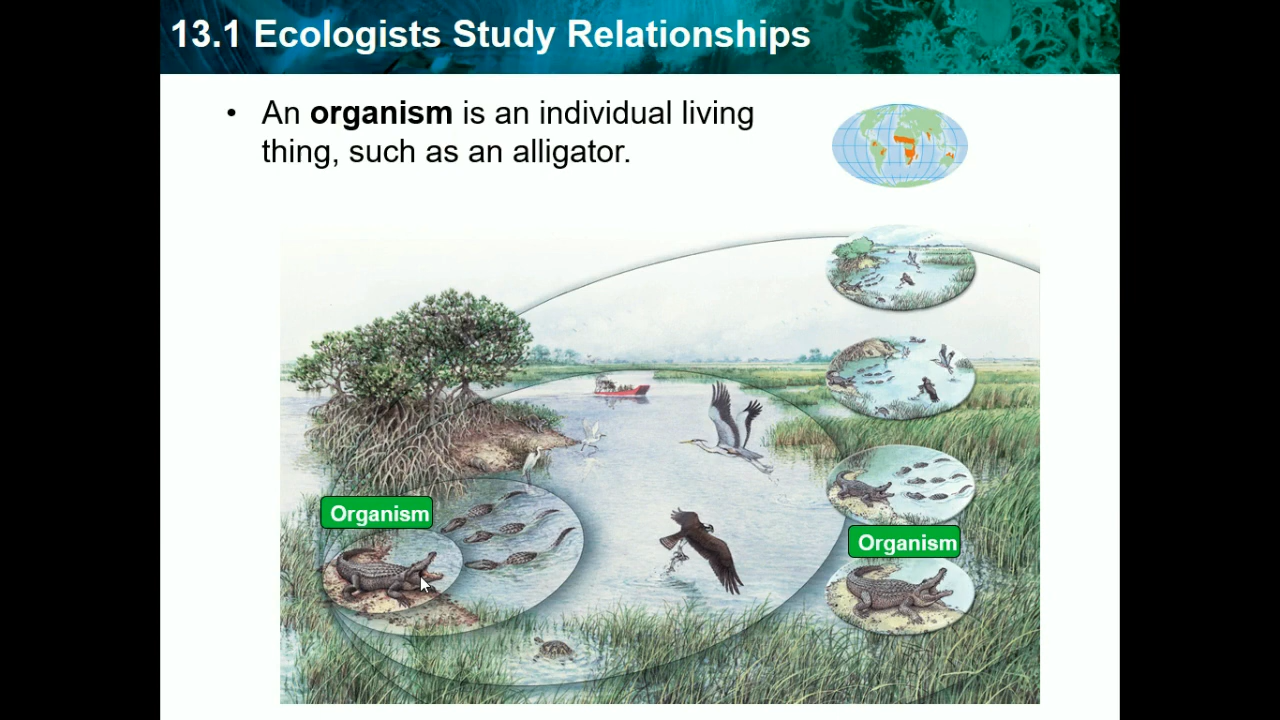 13.1 Ecologists Study Relationships
• An organism is an individual living
thing, such as an alligator.
Organism
Organism